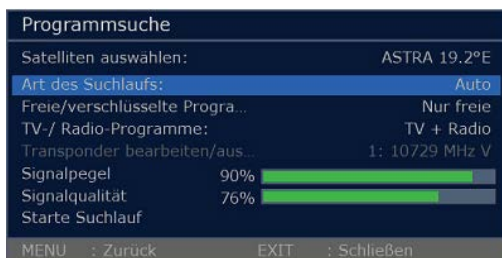 Programmsuche
Satelliten auswählen: ASTRA 19.2°E
Art des Suchlaufs: Auto
Freie/verschlüsselte Progra... Nur freie
TV-/ Radio-Programme: TV + Radio
Transponder bearbeiten/aus... 1: 10729 MHz V
Signalpegel 90%
Signalqualität 76%
Starte Suchlauf
MENU : Zurück EXIT : Schließen